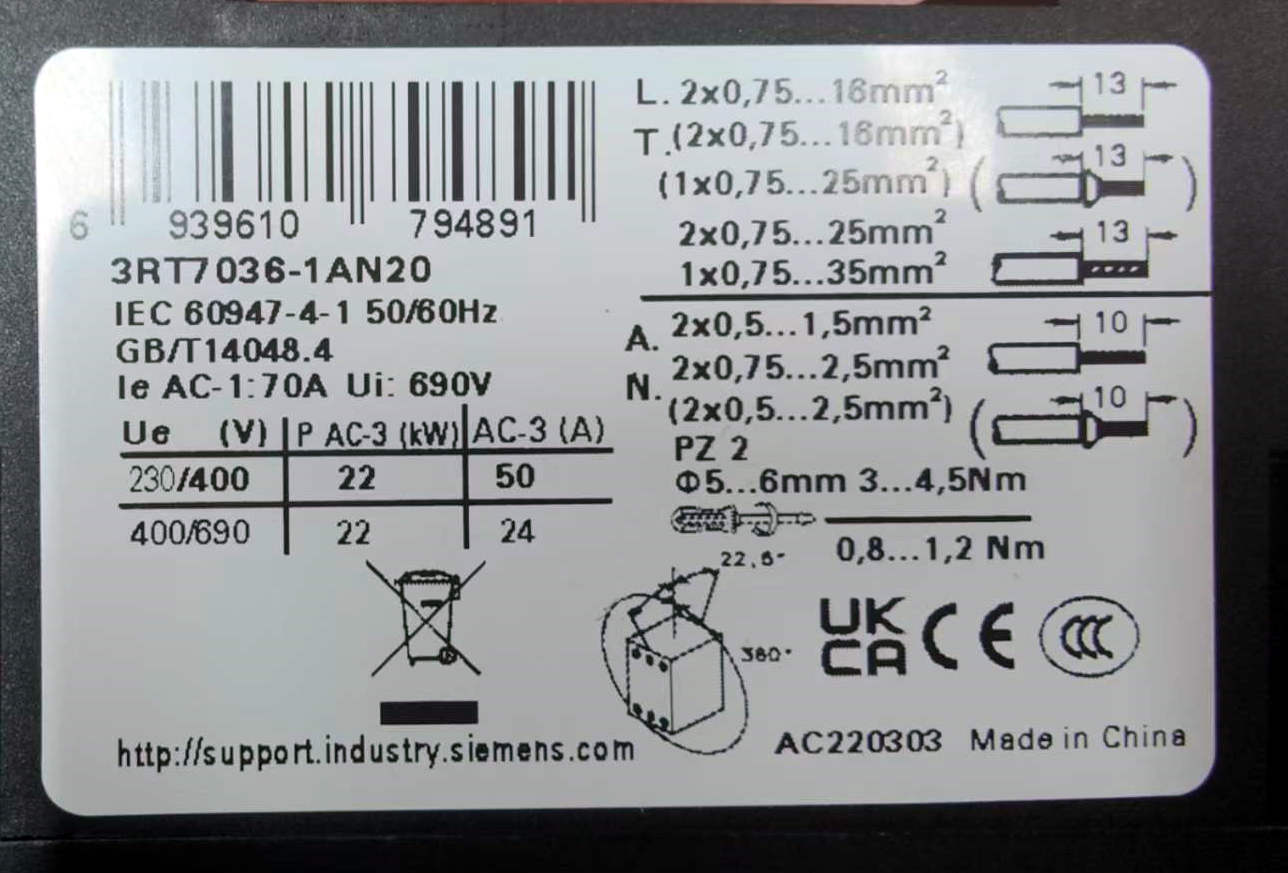 6 939610 794891
3RT7036-1AN20
IEC 60947-4-1 50/60Hz
GB/T14048.4
Ie AC-1:70A Ui: 690V
Ue (V) P AC-3 (kW) AC-3 (A)
230/400 22 50
400/690 22 24
http://support.industry.siemens.com
L. 2x0,75...16mm² 13
T. (2x0,75...16mm²)
(1x0,75...25mm²) ( 13 )
2x0,75...25mm² 13
1x0,75...35mm²
A. 2x0,5...1,5mm² 10
N. 2x0,75...2,5mm²
(2x0,5...2,5mm²) ( 10 )
PZ 2
Φ5...6mm 3...4,5Nm
0,8...1,2 Nm
22,5°
360°
UK
CA CE CCC
AC220303 Made in China